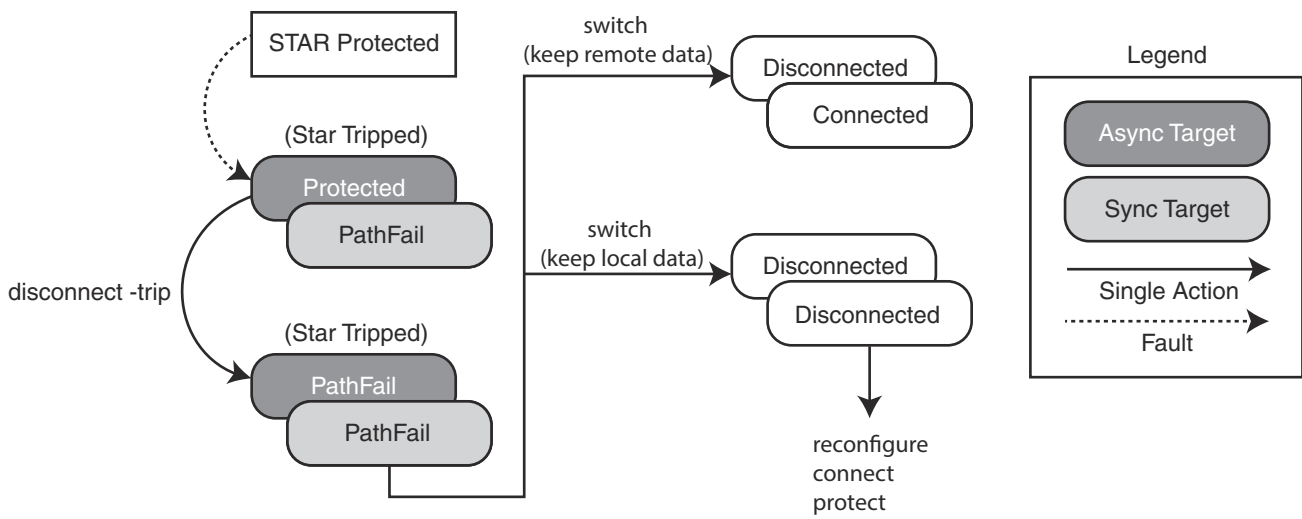 STAR Protected
(Star Tripped)
Protected
PathFail
disconnect -trip
(Star Tripped)
PathFail
PathFail
switch
(keep remote data)
Disconnected
Connected
switch
(keep local data)
Disconnected
Disconnected
reconfigure
connect
protect
Legend
Async Target
Sync Target
Single Action
Fault